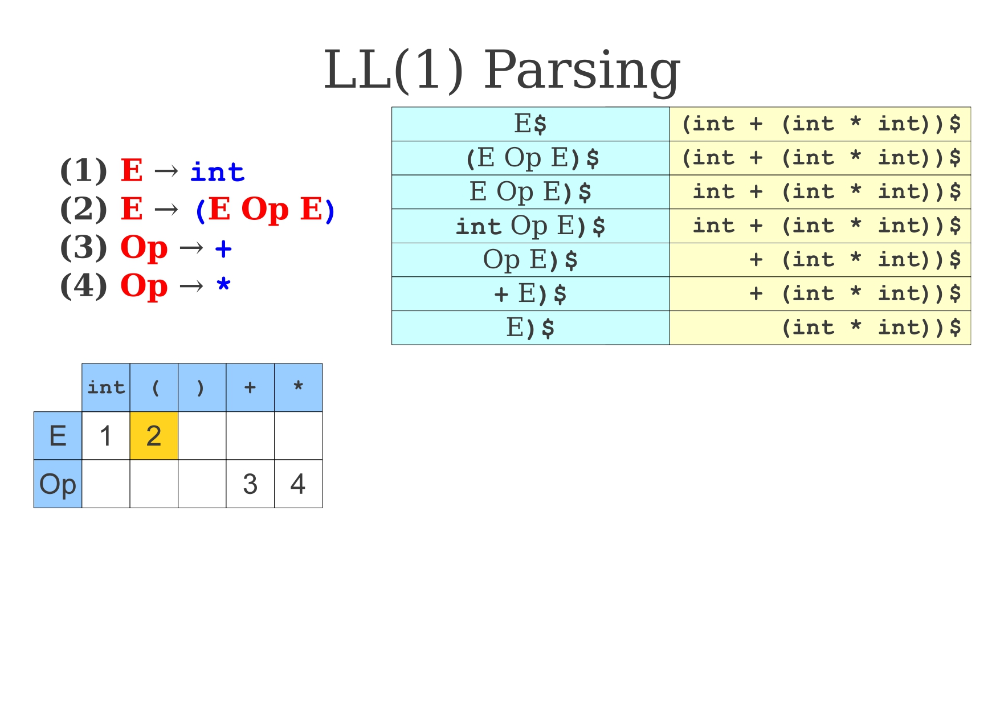 LL(1) Parsing
(1) E → int
(2) E → (E Op E)
(3) Op → +
(4) Op → *
E$ (int + (int * int))$
(E Op E)$ (int + (int * int))$
E Op E)$ int + (int * int))$
int Op E)$ int + (int * int))$
Op E)$ + (int * int))$
+ E)$ + (int * int))$
E)$ (int * int))$
int ( ) + *
E 1 2
Op 3 4